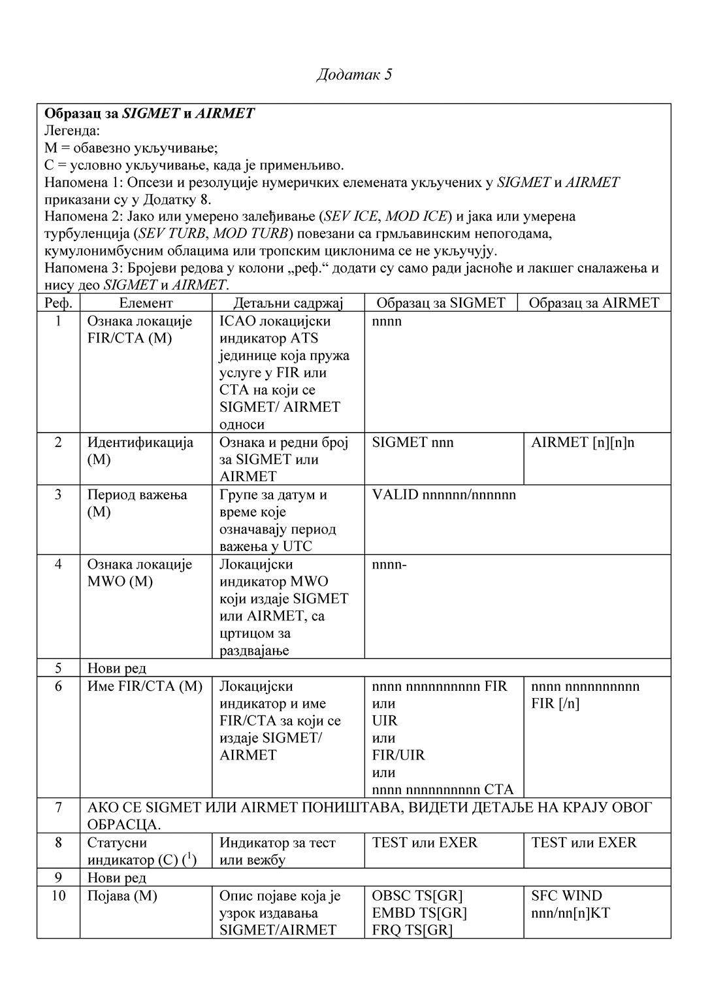 Додатак 5
Образац за SIGMET и AIRMET
Легенда:
М = обавезно укључивање;
С = условно укључивање, када је применљиво.
Напомена 1: Опсези и резолуције нумеричких елемената укључених у SIGMET и AIRMET
приказани су у Додатку 8.
Напомена 2: Јако или умерено залеђивање (SEV ICE, MOD ICE) и јака или умерена
турбуленција (SEV TURB, MOD TURB) повезани са грмљавинским непогодама,
кумулонимбусним облацима или тропским циклонима се не укључују.
Напомена 3: Бројеви редова у колони „реф.“ додати су само ради јасноће и лакшег сналажења и
нису део SIGMET и AIRMET.
Реф. Елемент Детаљни садржај Образац за SIGMET Образац за AIRMET
1 Ознака локације ICAO локацијски nnnn
FIR/CTA (M) индикатор ATS
јединице која пружа
услуге у FIR или
CTA на који се
SIGMET/ AIRMET
односи
2 Идентификација Ознака и редни број SIGMET nnn AIRMET [n][n]n
(M) за SIGMET или
AIRMET
3 Период важења Групе за датум и VALID nnnnnn/nnnnnn
(M) време које
означавају период
важења у UTC
4 Ознака локације Локацијски nnnn-
MWO (M) индикатор MWO
који издаје SIGMET
или AIRMET, са
цртицом за
раздвајање
5 Нови ред
6 Име FIR/CTA (M) Локацијски nnnn nnnnnnnnnn FIR nnnn nnnnnnnnnn
индикатор и име или FIR [/n]
FIR/CTA за који се UIR
издаје SIGMET/ или
AIRMET FIR/UIR
или
nnnn nnnnnnnnnn CTA
7 АКО СЕ SIGMET ИЛИ AIRMET ПОНИШТАВА, ВИДЕТИ ДЕТАЉЕ НА КРАЈУ ОВОГ
ОБРАСЦА.
8 Статусни Индикатор за тест TEST или EXER TEST или EXER
индикатор (C) (¹) или вежбу
9 Нови ред
10 Појава (M) Опис појаве која је OBSC TS[GR] SFC WIND
узрок издавања EMBD TS[GR] nnn/nn[n]KT
SIGMET/AIRMET FRQ TS[GR]